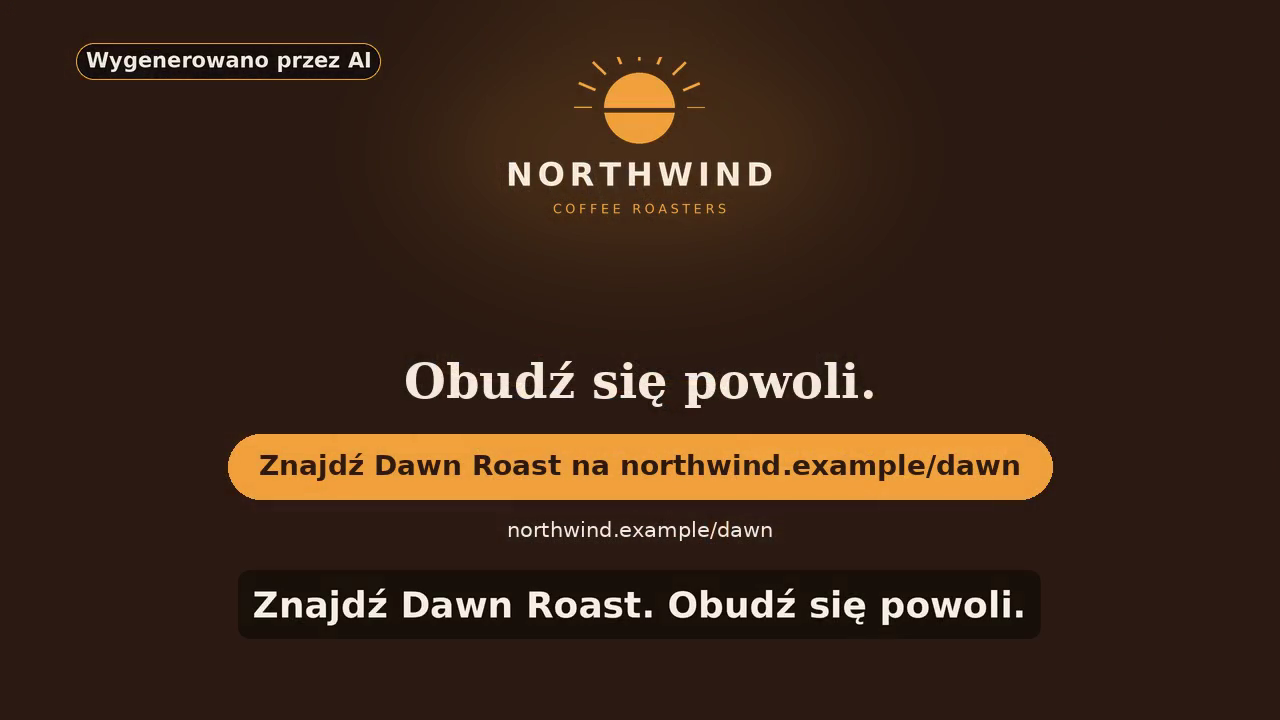 Wygenerowano przez AI
NORTHWIND
COFFEE ROASTERS
Obudź się powoli.
Znajdź Dawn Roast na northwind.example/dawn
northwind.example/dawn
Znajdź Dawn Roast. Obudź się powoli.